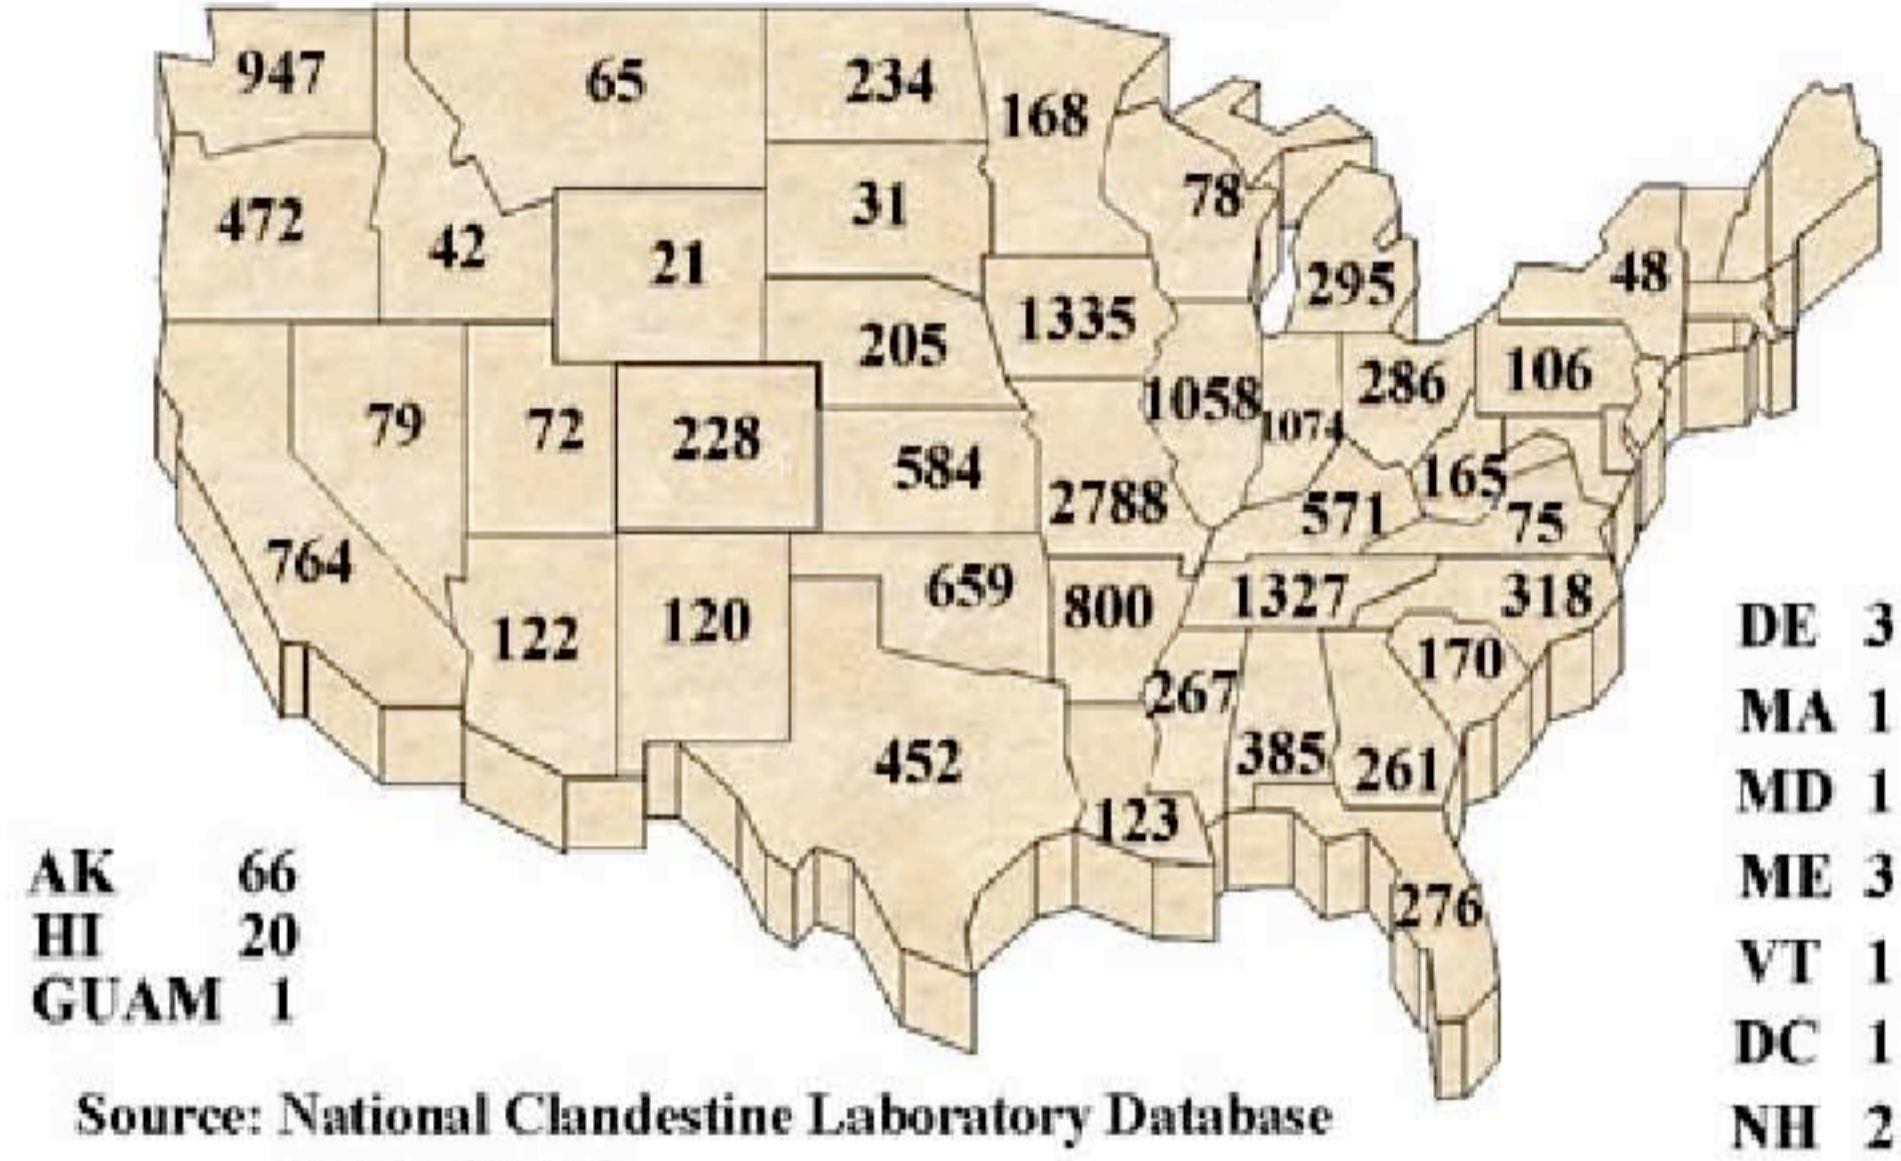 947 65 234 168
472 42 21 31 78 295 48
1335 205 106
79 72 228 584 1058 1074 286
764 2788 571 165 75
122 120 659 800 1327 318
452 267 385 261 170
123
276
AK 66
HI 20
GUAM 1
DE 3
MA 1
MD 1
ME 3
VT 1
DC 1
NH 2
Source: National Clandestine Laboratory Database